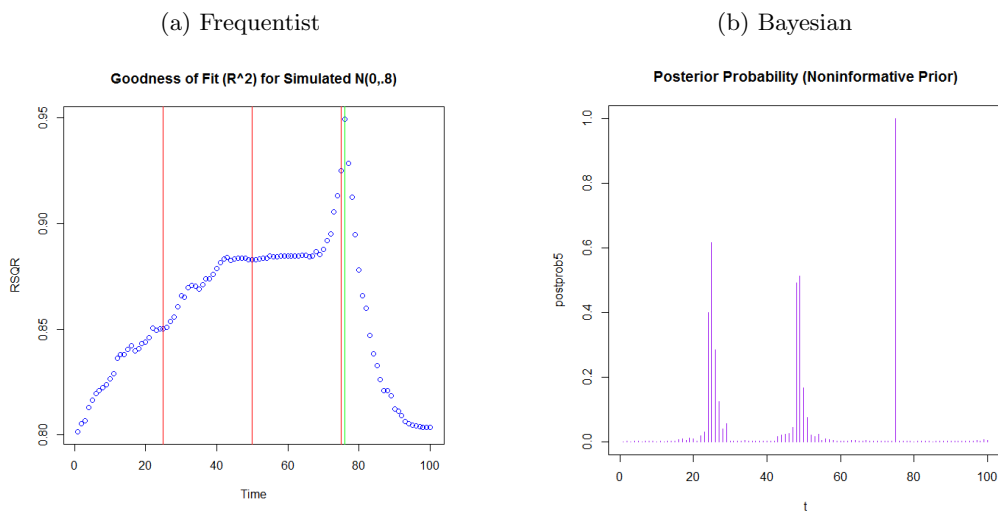 (a) Frequentist
(b) Bayesian
Goodness of Fit (R^2) for Simulated N(0,.8)
RSQR
0.95
0.90
0.85
0.80
0 20 40 60 80 100
Time
Posterior Probability (Noninformative Prior)
postprob5
1.0
0.8
0.6
0.4
0.2
0.0
0 20 40 60 80 100
t